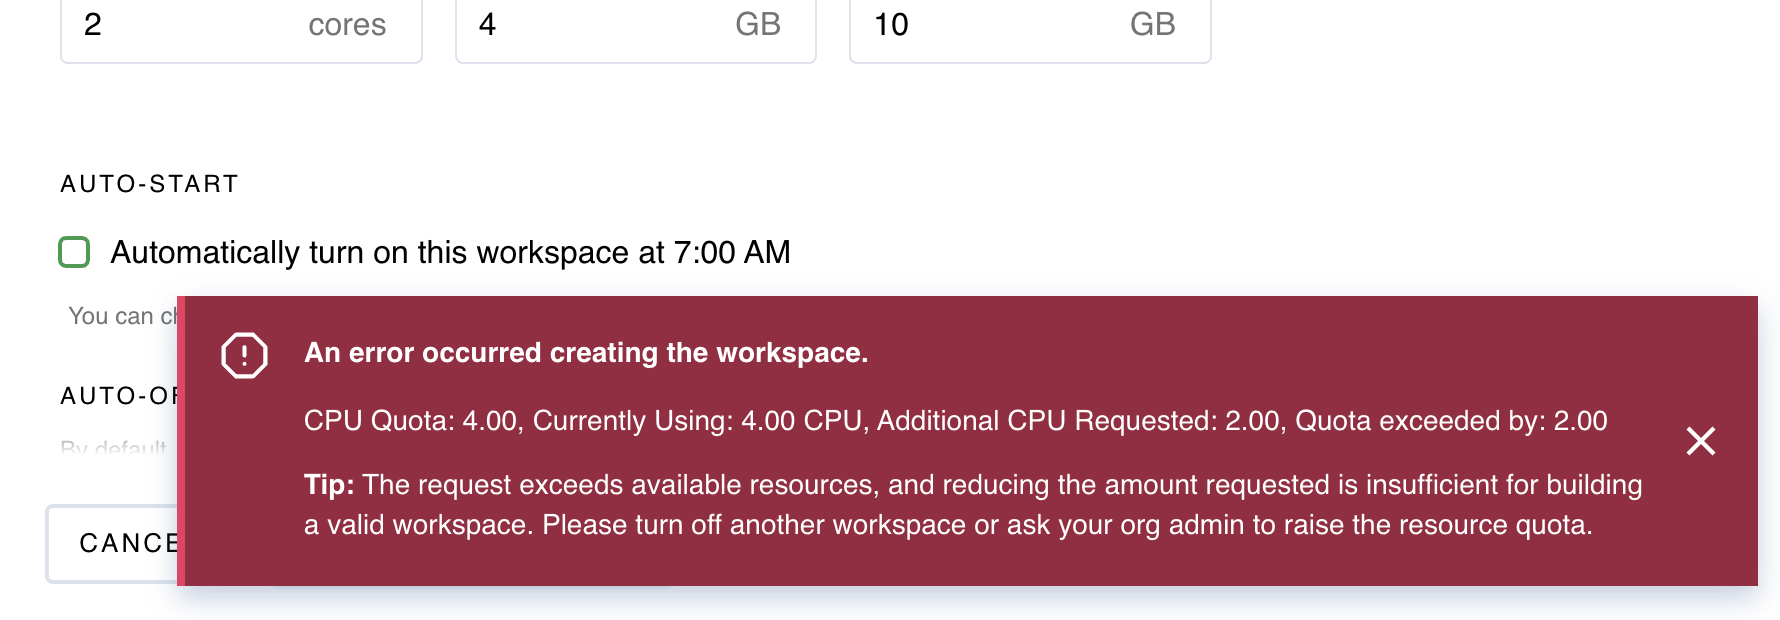 2 cores 4 GB 10 GB
AUTO-START
Automatically turn on this workspace at 7:00 AM
You can
AUTO-
By default
An error occurred creating the workspace.
CPU Quota: 4.00, Currently Using: 4.00 CPU, Additional CPU Requested: 2.00, Quota exceeded by: 2.00
Tip: The request exceeds available resources, and reducing the amount requested is insufficient for building
a valid workspace. Please turn off another workspace or ask your org admin to raise the resource quota.
CANCE